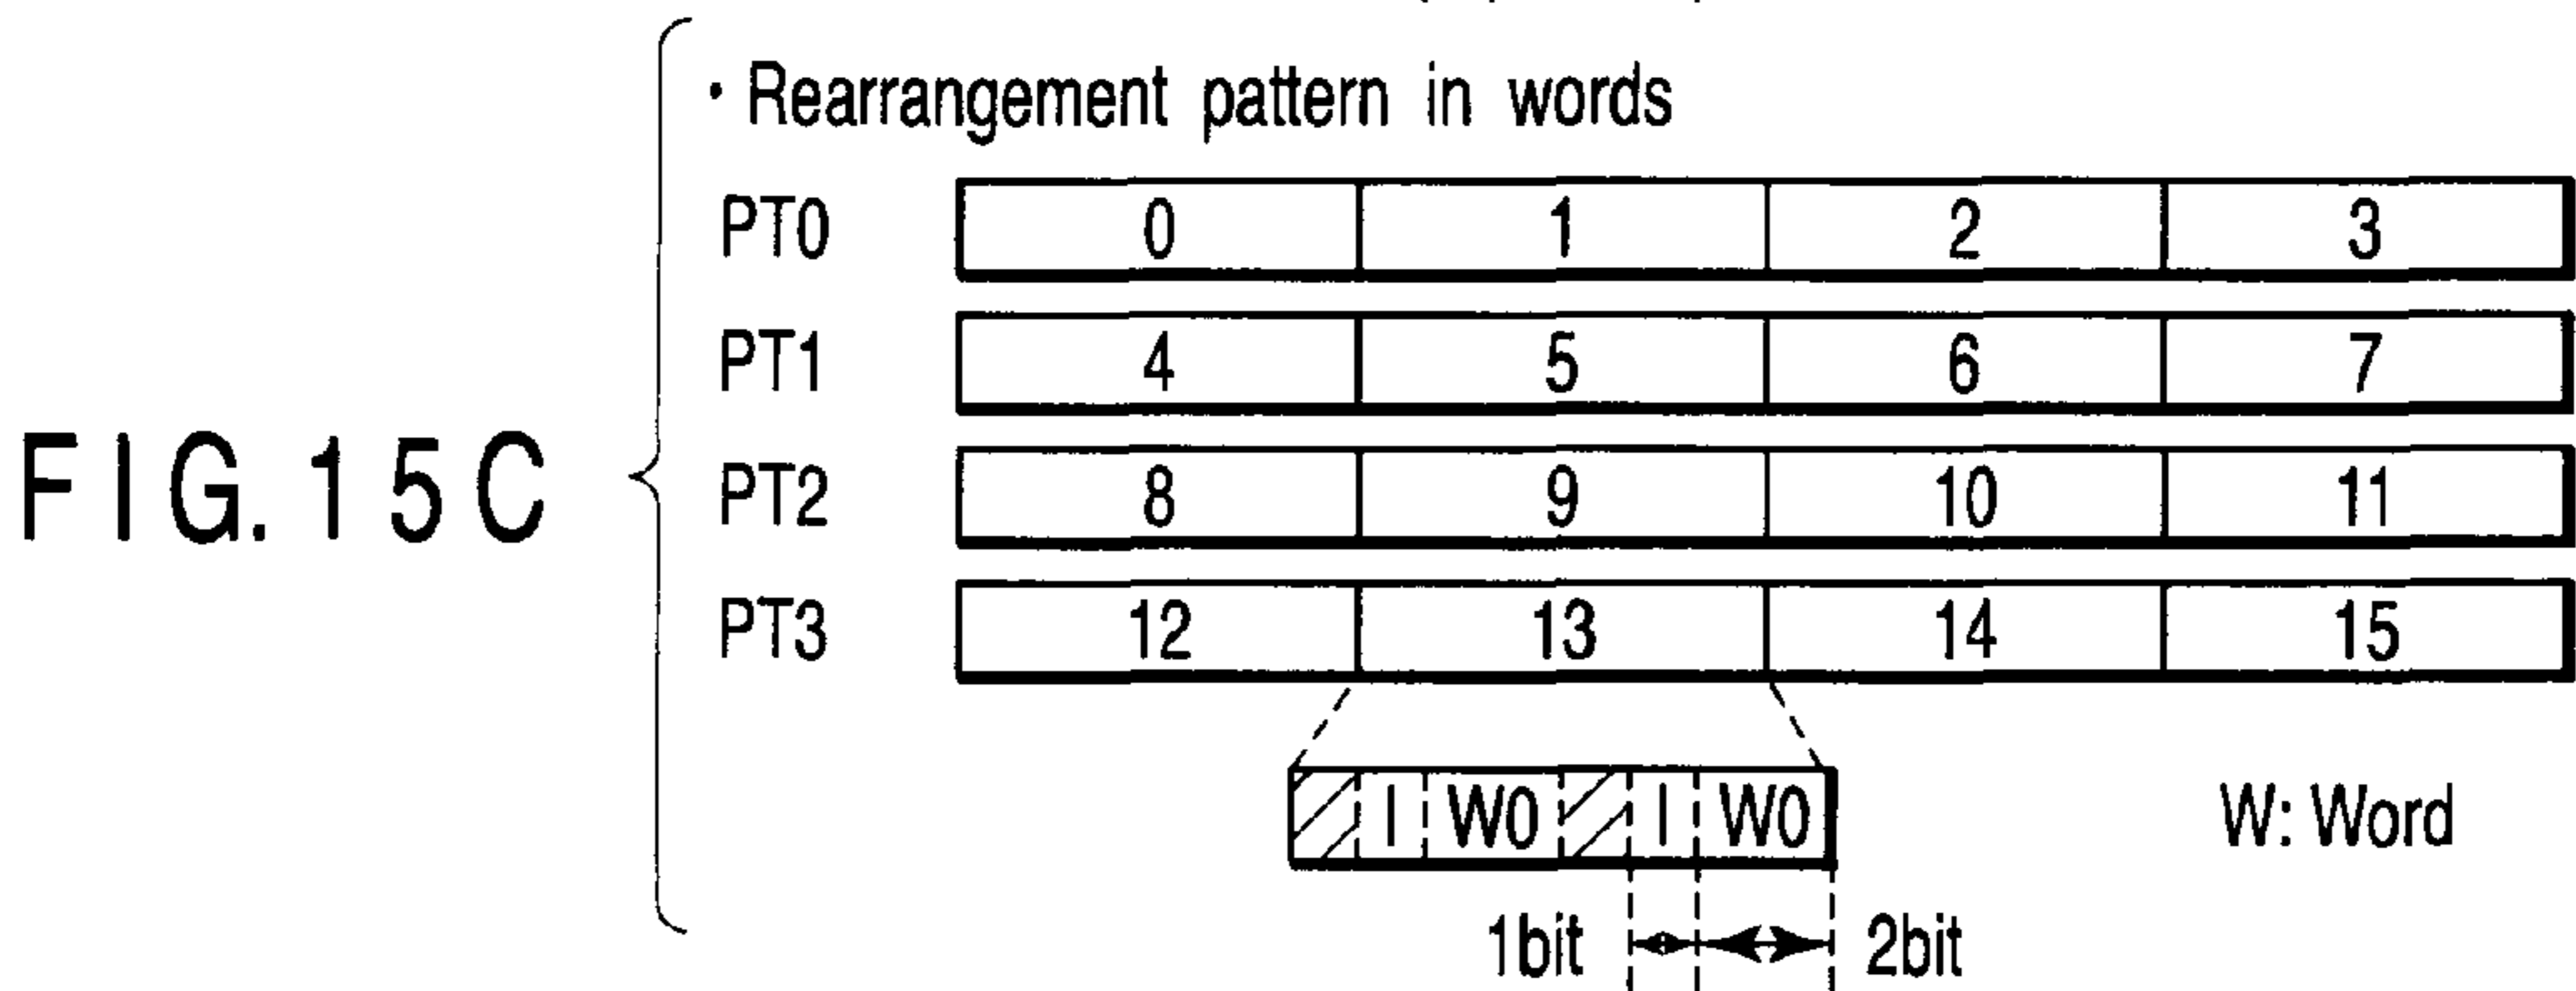 · Rearrangement pattern in words
PT0 0 1 2 3
PT1 4 5 6 7
FIG. 15C
PT2 8 9 10 11
PT3 12 13 14 15
I W0 I W0
W: Word
1bit 2bit